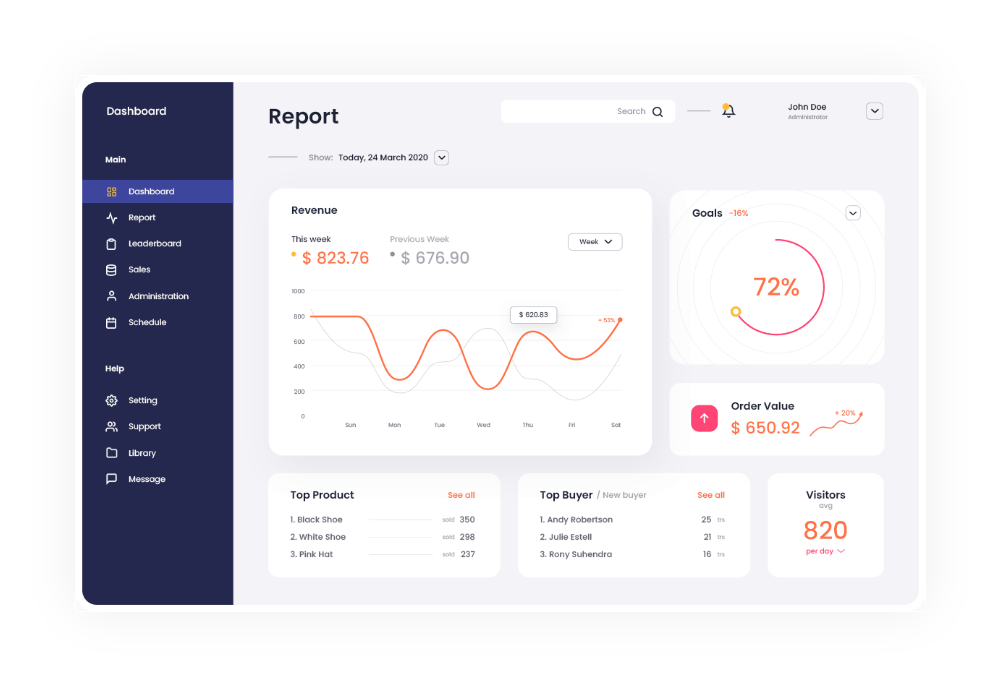 Dashboard
Main
Dashboard
Report
Leaderboard
Sales
Administration
Schedule
Help
Setting
Support
Library
Message
Report
Search
John Doe
Administrator
Show: Today, 24 March 2020
Revenue
This week
$ 823.76
Previous Week
$ 676.90
Week
1000
800
600
400
200
0
$ 620.83
+ 53%
Sun Mon Tue Wed Thu Fri Sat
Goals -16%
72%
Order Value
$ 650.92
+ 20%
Top Product See all
1. Black Shoe sold 350
2. White Shoe sold 298
3. Pink Hat sold 237
Top Buyer / New buyer See all
1. Andy Robertson 25 trs
2. Julie Estell 21 trs
3. Rony Suhendra 16 trs
Visitors
avg
820
per day